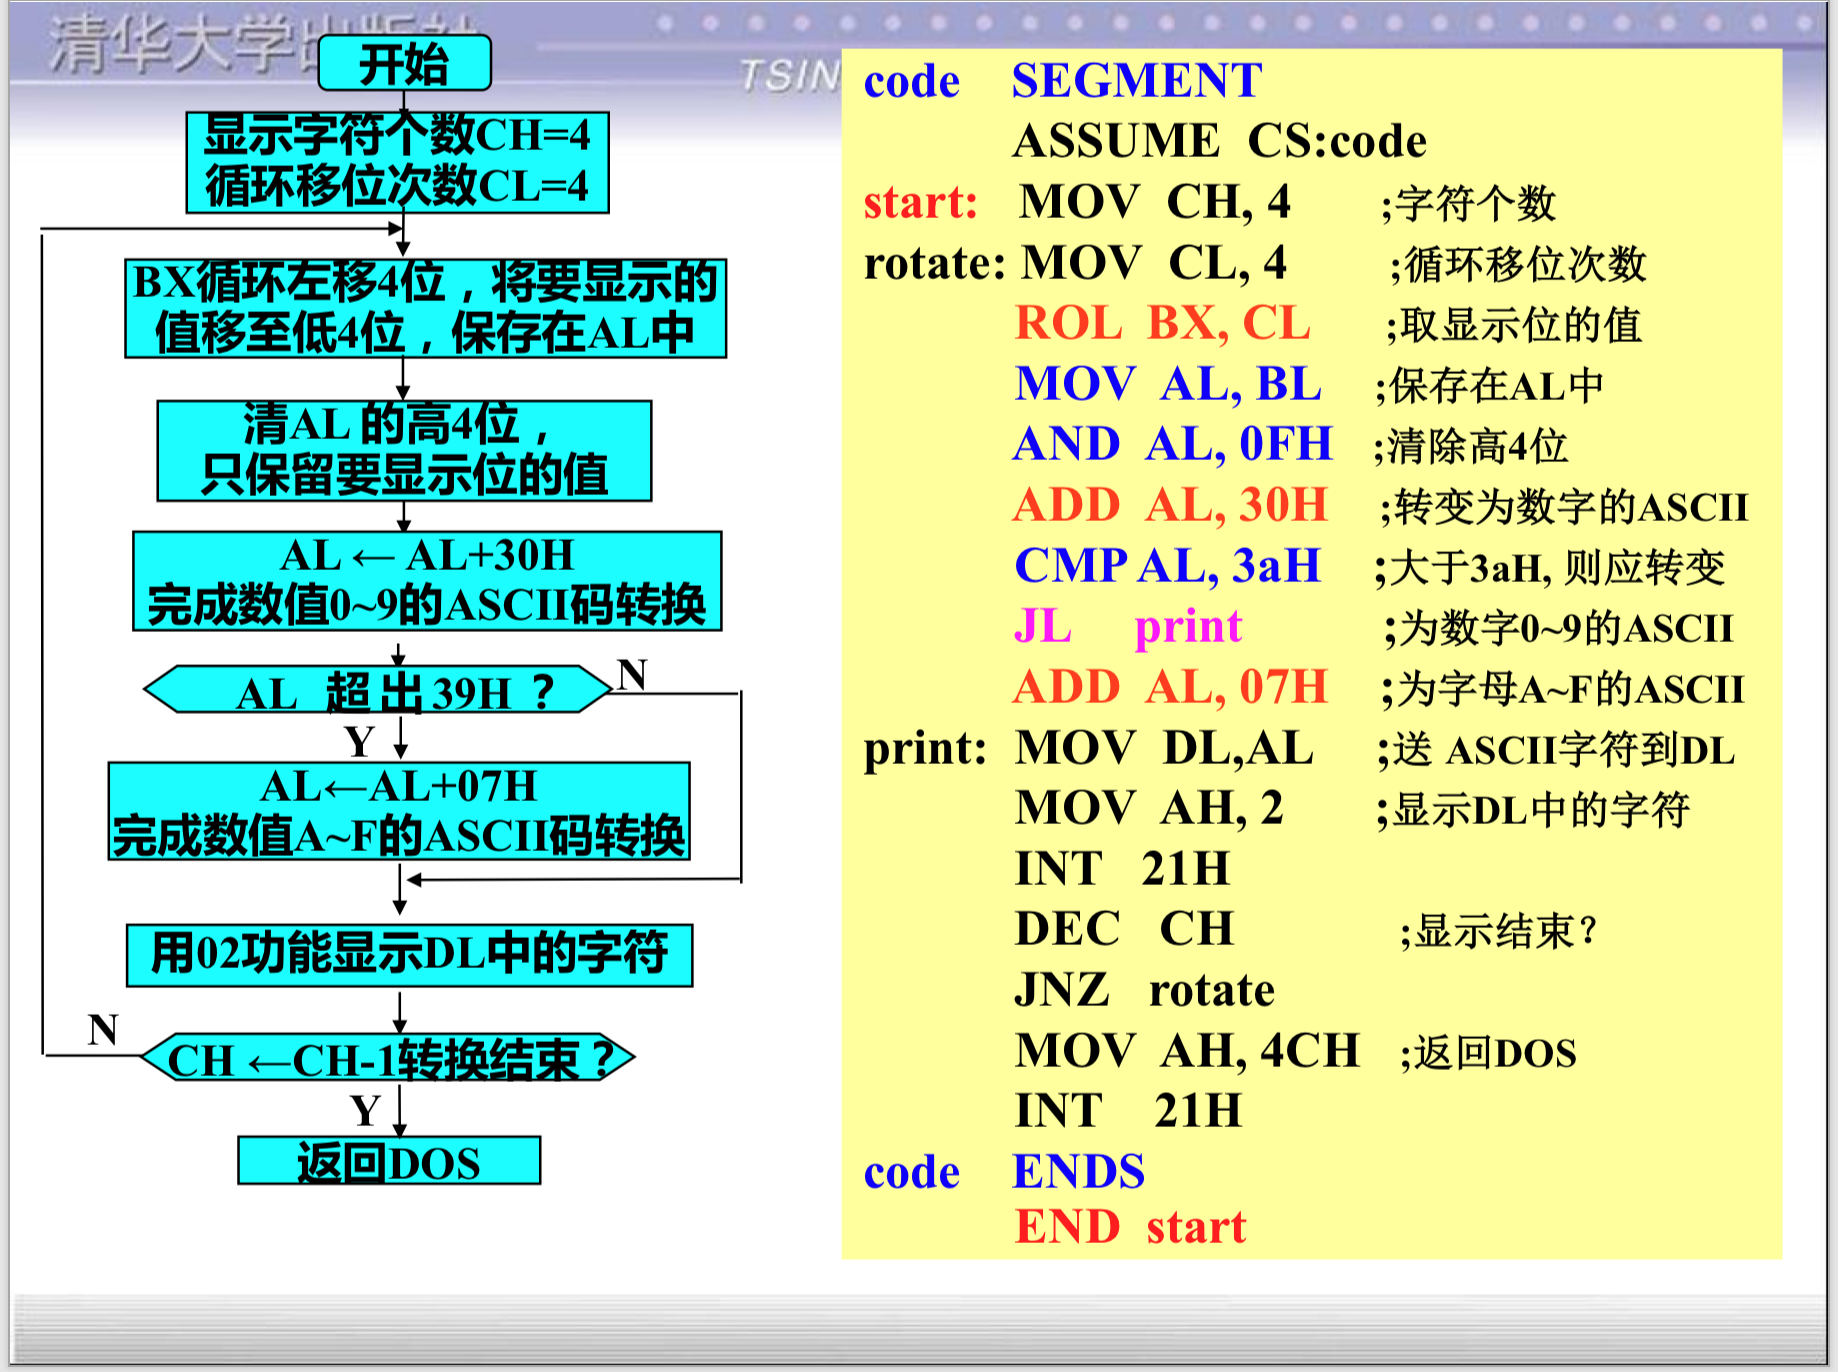 清华大学出版社
TSIN
开始
显示字符个数CH=4
循环移位次数CL=4
BX循环左移4位，将要显示的
值移至低4位，保存在AL中
清AL 的高4位，
只保留要显示位的值
AL ← AL+30H
完成数值0~9的ASCII码转换
AL 超 出 39H ？
N
Y
AL←AL+07H
完成数值A~F的ASCII码转换
用02功能显示DL中的字符
N
CH ←CH-1转换结束？
Y
返回DOS
code SEGMENT
ASSUME CS:code
start: MOV CH, 4 ;字符个数
rotate: MOV CL, 4 ;循环移位次数
ROL BX, CL ;取显示位的值
MOV AL, BL ;保存在AL中
AND AL, 0FH ;清除高4位
ADD AL, 30H ;转变为数字的ASCII
CMP AL, 3aH ;大于3aH, 则应转变
JL print ;为数字0~9的ASCII
ADD AL, 07H ;为字母A~F的ASCII
print: MOV DL,AL ;送 ASCII字符到DL
MOV AH, 2 ;显示DL中的字符
INT 21H
DEC CH ;显示结束？
JNZ rotate
MOV AH, 4CH ;返回DOS
INT 21H
code ENDS
END start